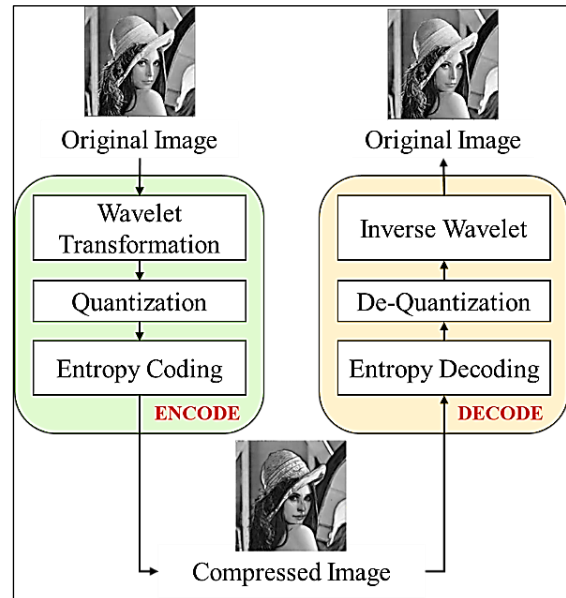 Original Image
Wavelet
Transformation
Quantization
Entropy Coding
ENCODE
Compressed Image
Original Image
Inverse Wavelet
De-Quantization
Entropy Decoding
DECODE